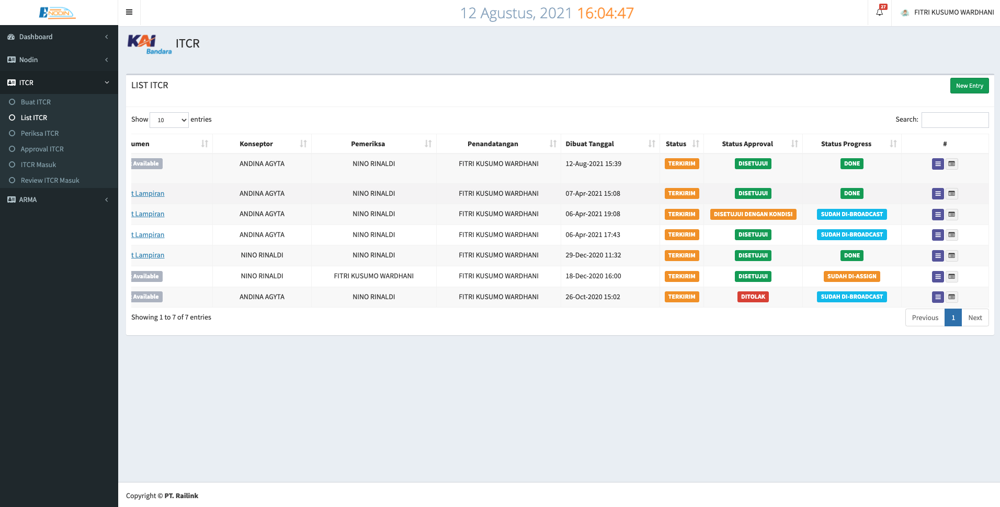 NODIN
12 Agustus, 2021 16:04:47
27
FITRI KUSUMO WARDHANI
Dashboard
Nodin
ITCR
Buat ITCR
List ITCR
Periksa ITCR
Approval ITCR
ITCR Masuk
Review ITCR Masuk
ARMA
KAI Bandara
ITCR
LIST ITCR
New Entry
Show 10 entries
Search:
umen Konseptor Pemeriksa Penandatangan Dibuat Tanggal Status Status Approval Status Progress #
Available ANDINA AGYTA NINO RINALDI FITRI KUSUMO WARDHANI 12-Aug-2021 15:39 TERKIRIM DISETUJUI DONE
t Lampiran ANDINA AGYTA NINO RINALDI FITRI KUSUMO WARDHANI 07-Apr-2021 15:08 TERKIRIM DISETUJUI DONE
t Lampiran ANDINA AGYTA NINO RINALDI FITRI KUSUMO WARDHANI 06-Apr-2021 19:08 TERKIRIM DISETUJUI DENGAN KONDISI SUDAH DI-BROADCAST
t Lampiran ANDINA AGYTA NINO RINALDI FITRI KUSUMO WARDHANI 06-Apr-2021 17:43 TERKIRIM DISETUJUI SUDAH DI-BROADCAST
t Lampiran NINO RINALDI NINO RINALDI FITRI KUSUMO WARDHANI 29-Dec-2020 11:32 TERKIRIM DISETUJUI DONE
Available NINO RINALDI FITRI KUSUMO WARDHANI FITRI KUSUMO WARDHANI 18-Dec-2020 16:00 TERKIRIM DISETUJUI SUDAH DI-ASSIGN
Available ANDINA AGYTA NINO RINALDI FITRI KUSUMO WARDHANI 26-Oct-2020 15:02 TERKIRIM DITOLAK SUDAH DI-BROADCAST
Showing 1 to 7 of 7 entries
Previous 1 Next
Copyright © PT. Railink